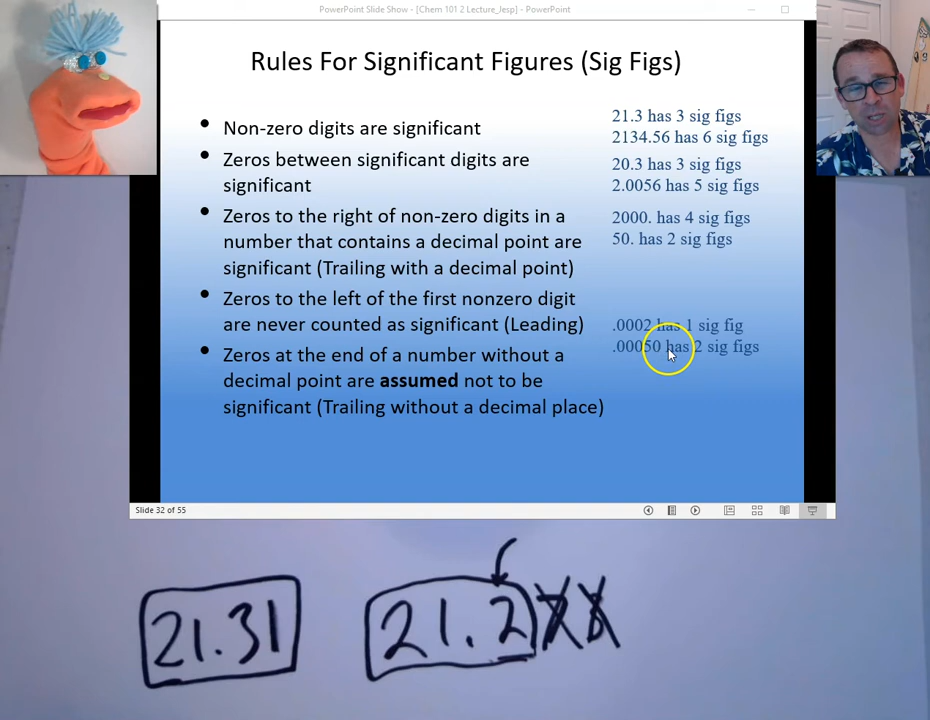 PowerPoint Slide Show - [Chem 101 2 Lecture_Jesp] - PowerPoint
Rules For Significant Figures (Sig Figs)
• Non-zero digits are significant
21.3 has 3 sig figs
2134.56 has 6 sig figs
• Zeros between significant digits are
significant
20.3 has 3 sig figs
2.0056 has 5 sig figs
• Zeros to the right of non-zero digits in a
number that contains a decimal point are
significant (Trailing with a decimal point)
2000. has 4 sig figs
50. has 2 sig figs
• Zeros to the left of the first nonzero digit
are never counted as significant (Leading)
.0002 has 1 sig fig
.00050 has 2 sig figs
• Zeros at the end of a number without a
decimal point are assumed not to be
significant (Trailing without a decimal place)
Slide 32 of 55
21.31
21.2